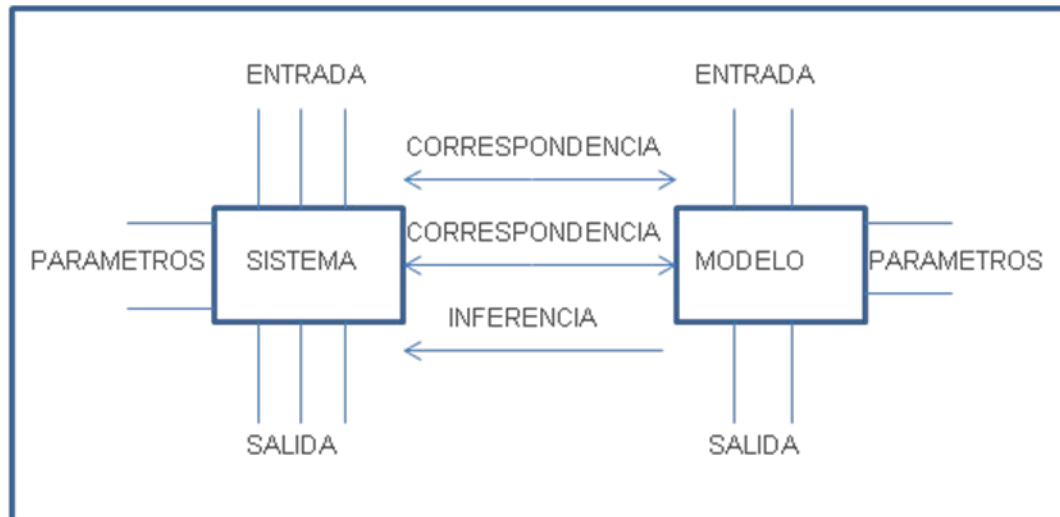 ENTRADA
ENTRADA
CORRESPONDENCIA
CORRESPONDENCIA
PARAMETROS
SISTEMA
MODELO
PARAMETROS
INFERENCIA
SALIDA
SALIDA